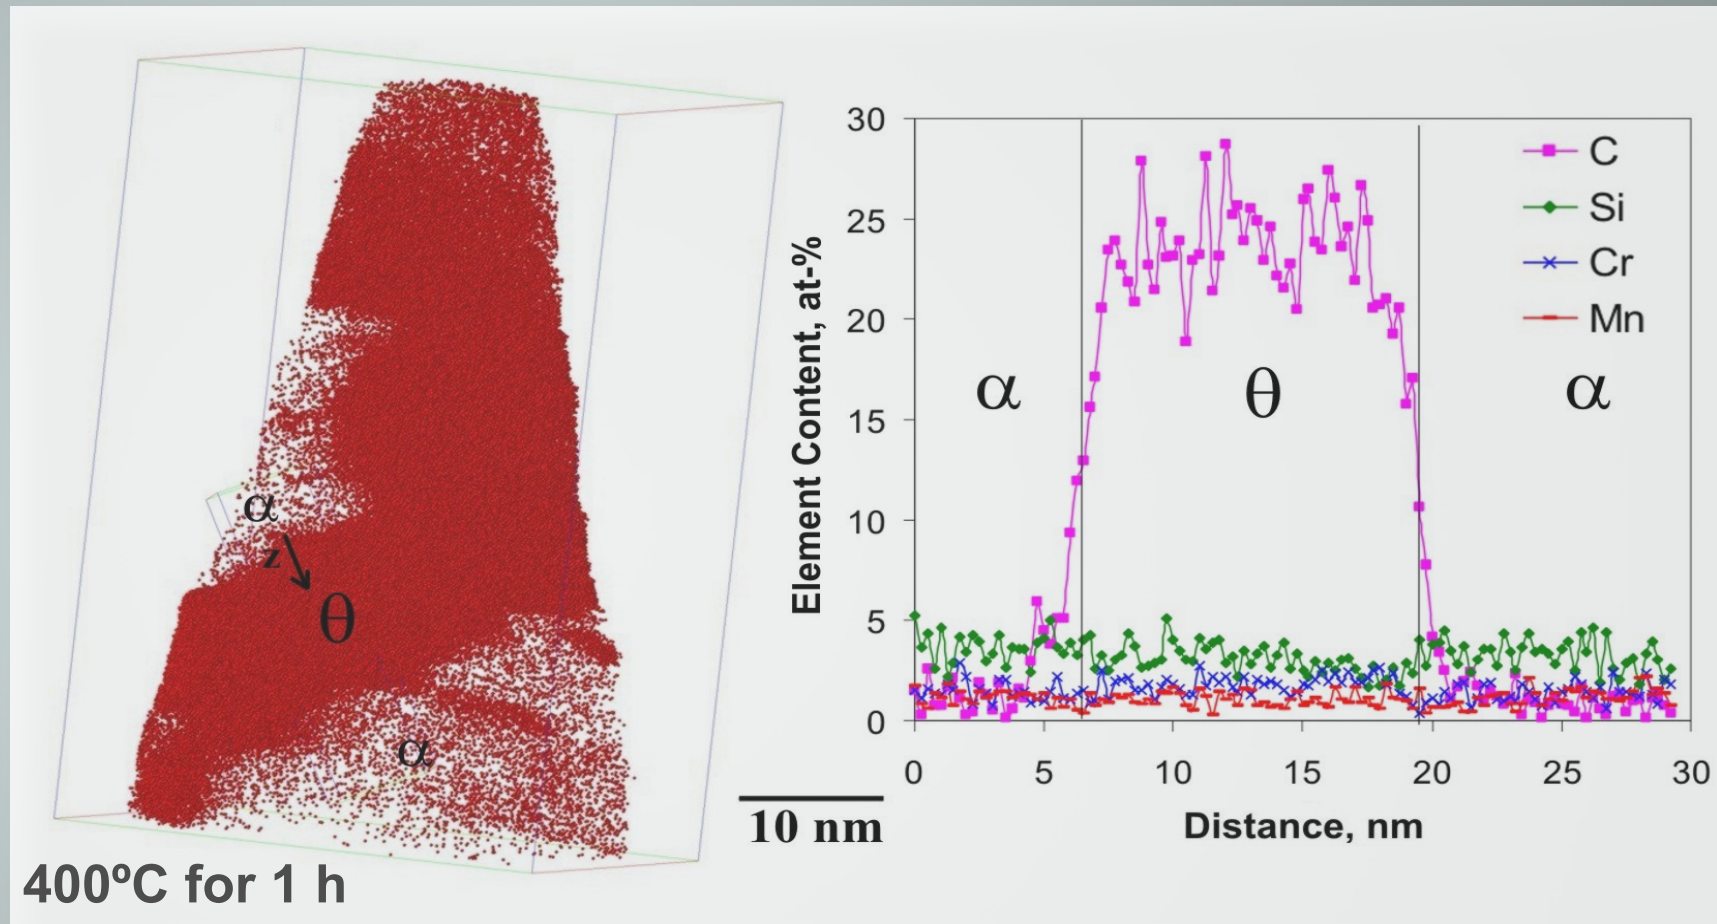 α
z
θ
α
10 nm
400ºC for 1 h
30
25
20
15
10
5
0
Element Content, at-%
α
θ
α
C
Si
Cr
Mn
0 5 10 15 20 25 30
Distance, nm